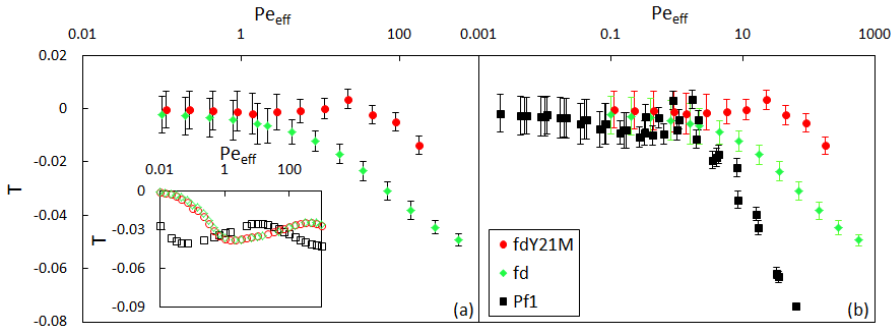 Pe_eff Pe_eff
0.01 1 100 0.001 0.1 10 1000
0.02
0
-0.02
-0.04
-0.06
-0.08
T
Pe_eff
0.01 1 100
0
-0.03
-0.06
-0.09
T
(a)
fdY21M
fd
Pf1
(b)